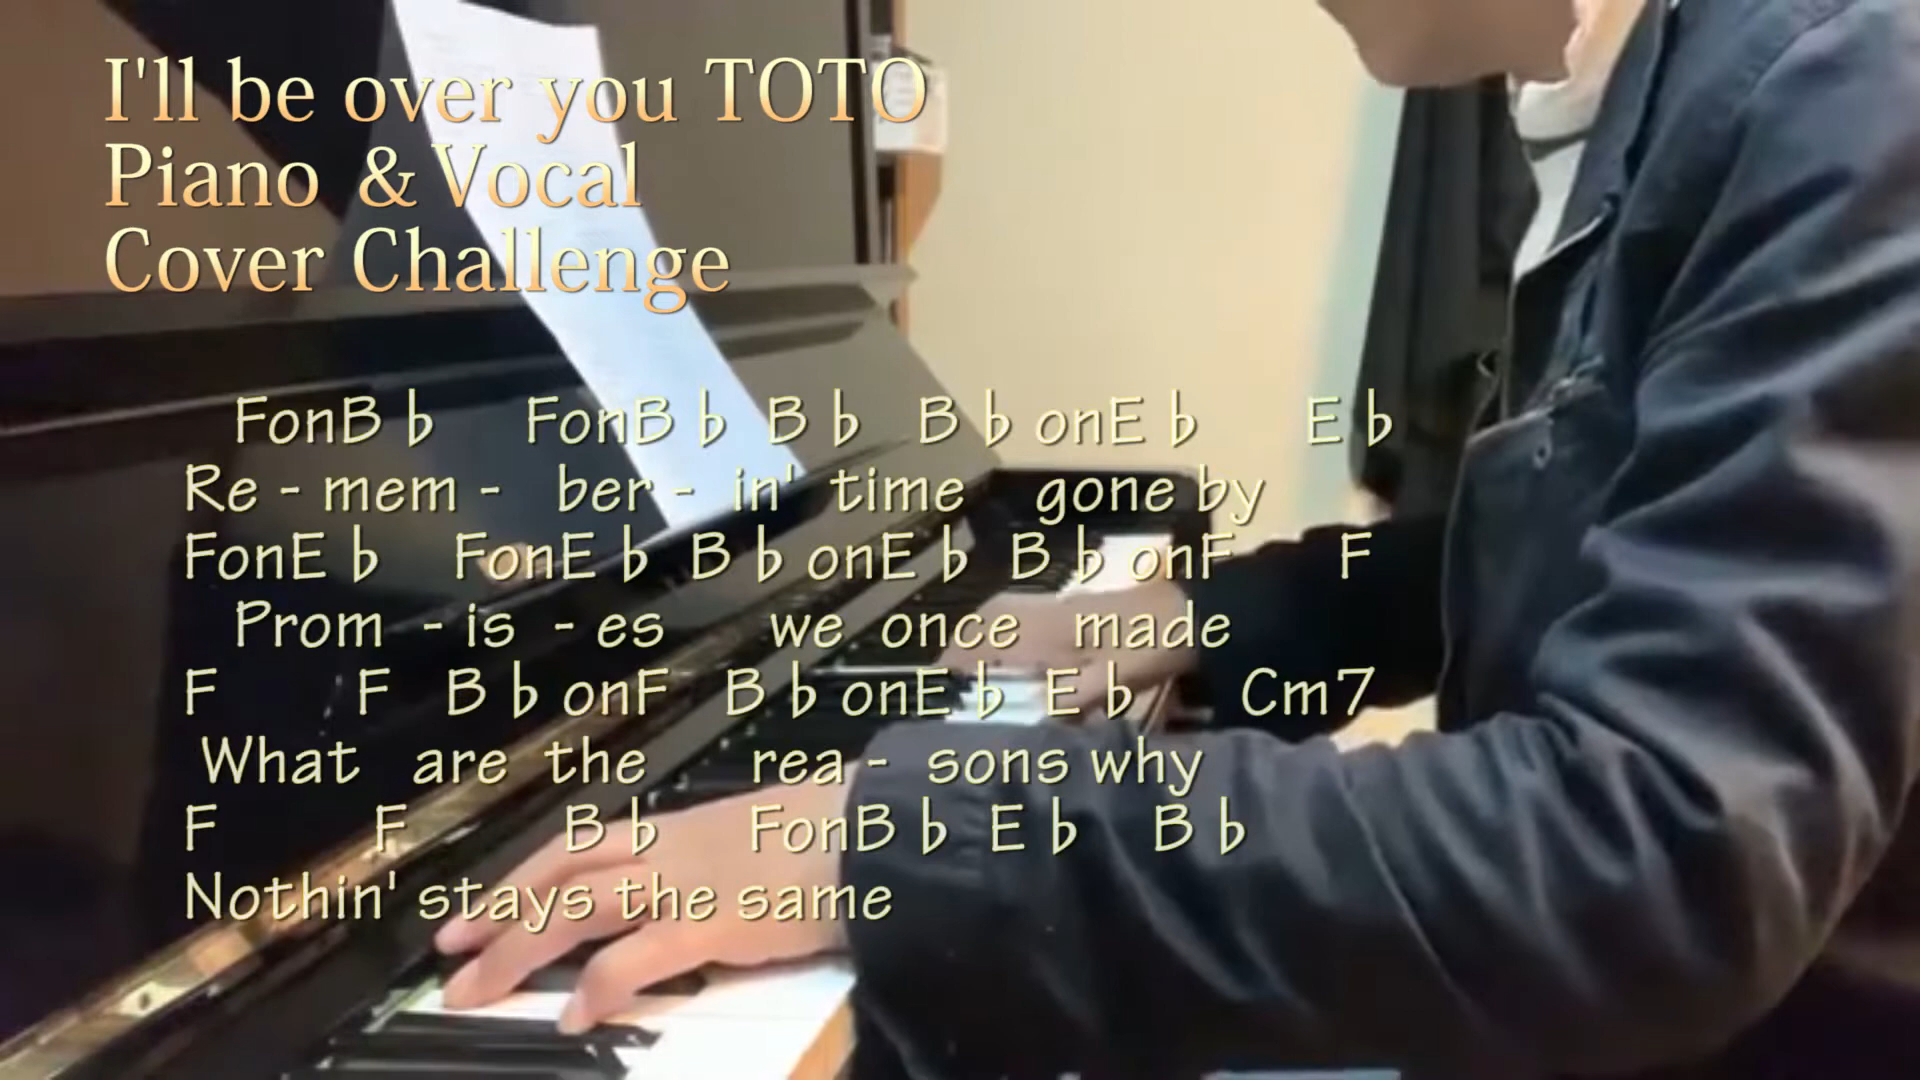 I'll be over you TOTO
Piano & Vocal
Cover Challenge
FonB♭ FonB♭ B♭ B♭onE♭ E♭
Re - mem - ber - in' time gone by
FonE♭ FonE♭ B♭onE♭ B♭onF F
Prom - is - es we once made
F F B♭onF B♭onE♭ E♭ Cm7
What are the rea - sons why
F F B♭ FonB♭ E♭ B♭
Nothin' stays the same